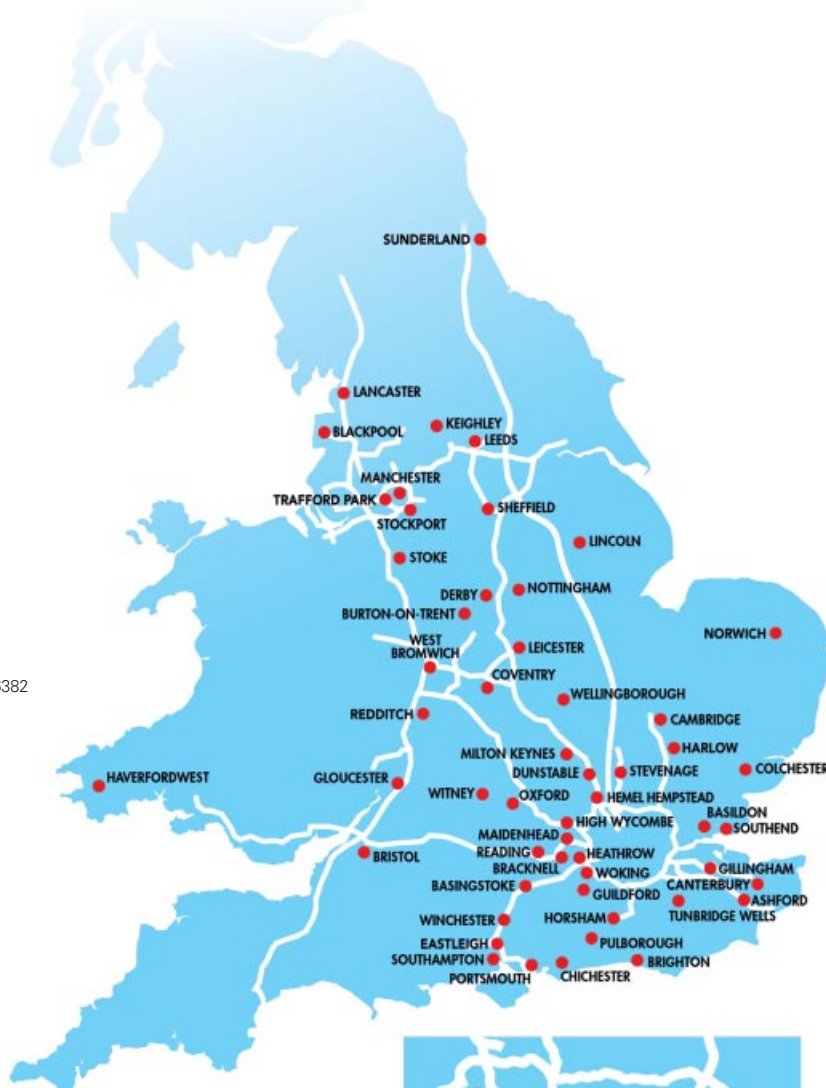 SUNDERLAND
LANCASTER
KEIGHLEY
BLACKPOOL
LEEDS
MANCHESTER
TRAFFORD PARK
SHEFFIELD
STOCKPORT
LINCOLN
STOKE
NOTTINGHAM
DERBY
BURTON-ON-TRENT
NORWICH
WEST
BROMWICH
LEICESTER
COVENTRY
6382
WELLINGBOROUGH
REDDITCH
CAMBRIDGE
HARLOW
MILTON KEYNES
COLCHESTER
DUNSTABLE
STEVENAGE
HAVERFORDWEST
GLOUCESTER
WITNEY
OXFORD
HEMEL HEMPSTEAD
BASILDON
HIGH WYCOMBE
SOUTHEND
MAIDENHEAD
READING
HEATHROW
BRISTOL
BRACKNELL
GILLINGHAM
WOKING
CANTERBURY
BASINGSTOKE
GUILDFORD
ASHFORD
TUNBRIDGE WELLS
WINCHESTER
HORSHAM
EASTLEIGH
PULBOROUGH
SOUTHAMPTON
BRIGHTON
PORTSMOUTH
CHICHESTER